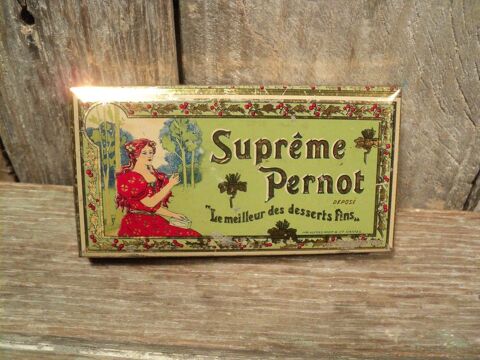 Suprême
Pernot
DÉPOSÉ
"Le meilleur des desserts fins"